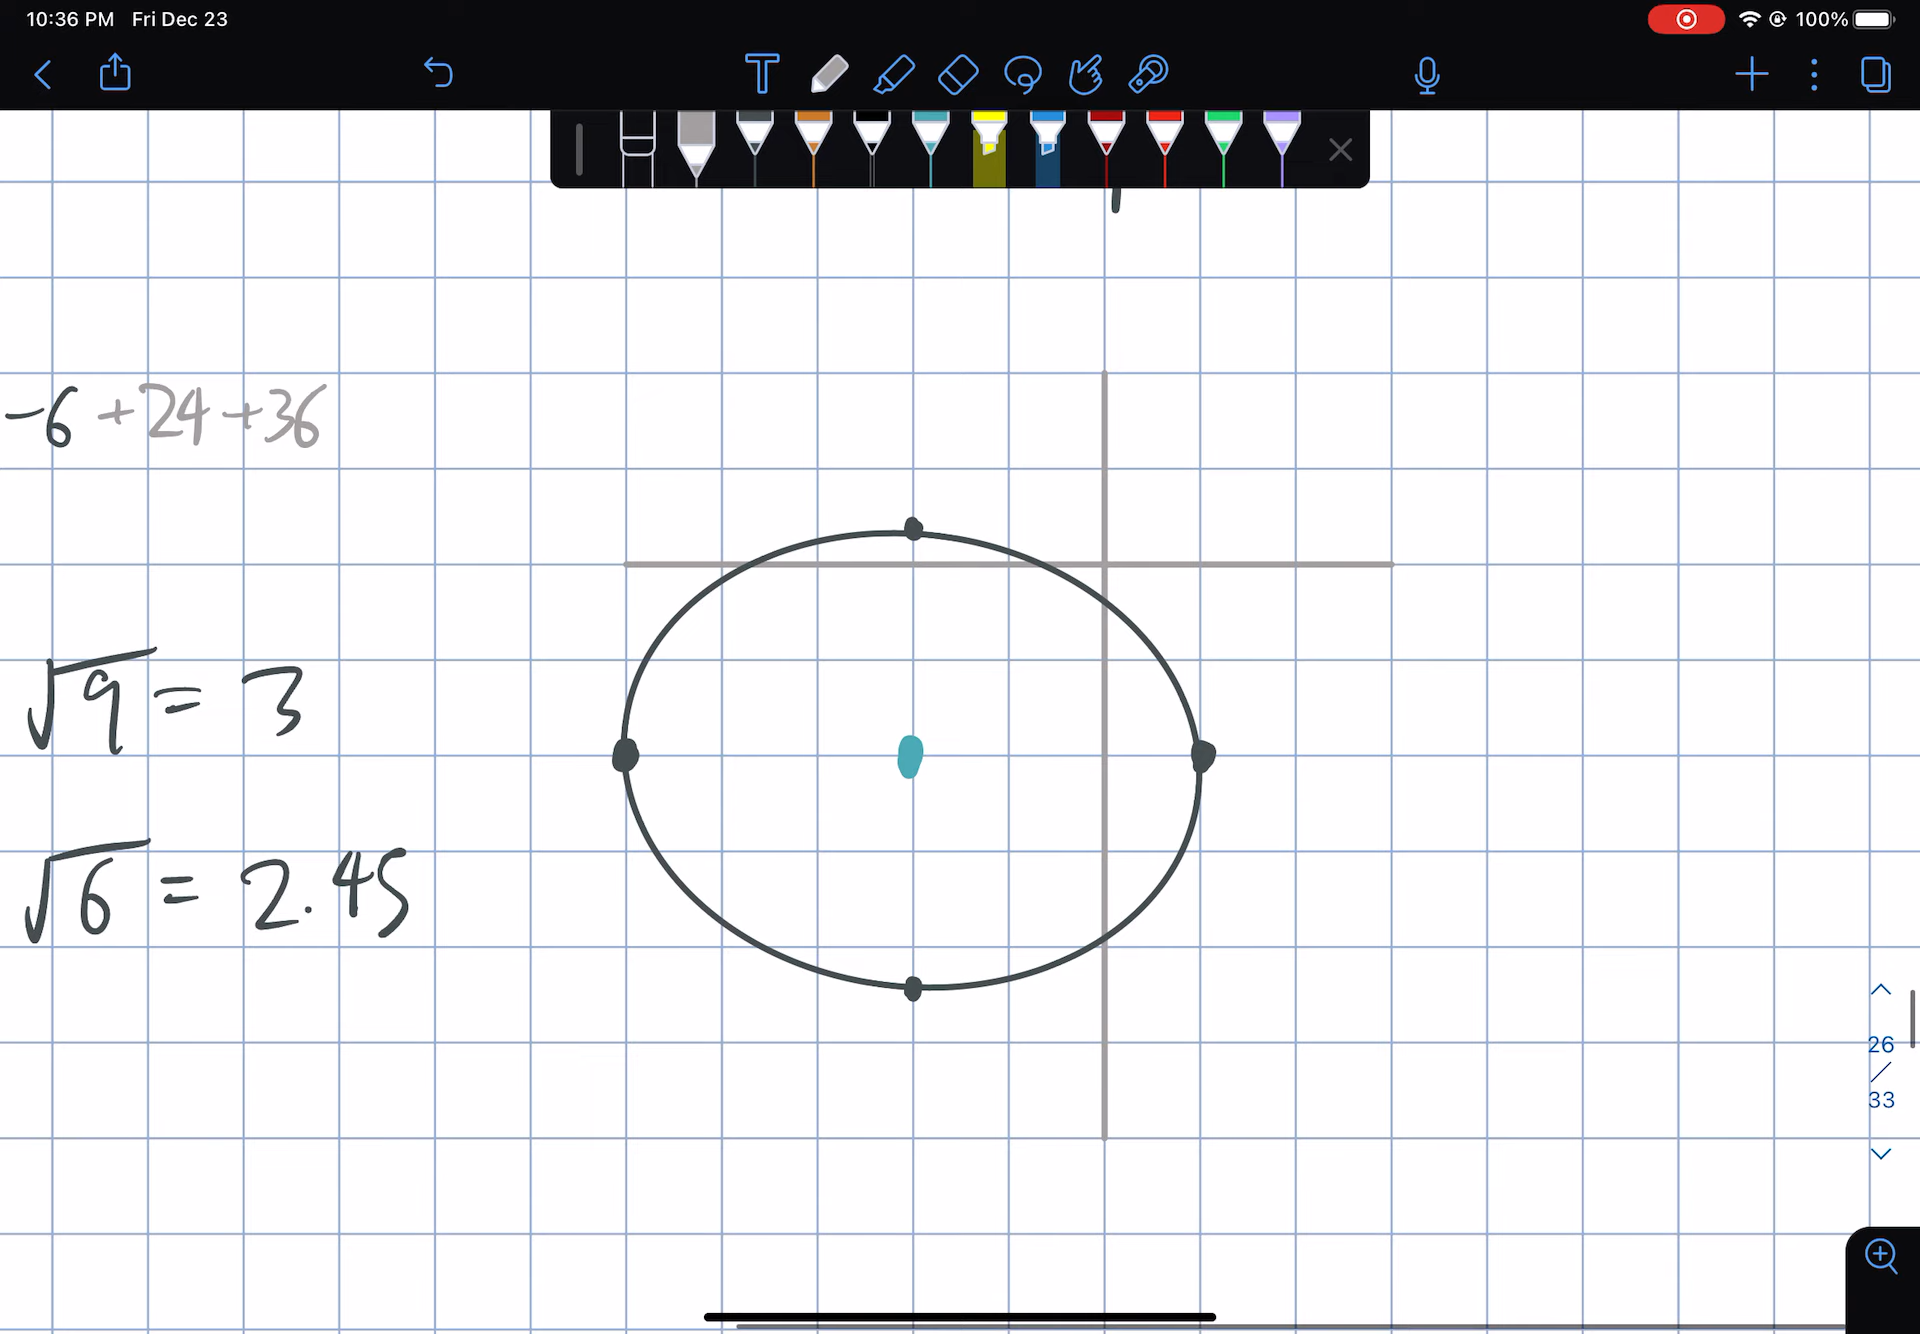 10:36 PM Fri Dec 23
100%
T
-6 +24 +36
√9 = 3
√6 = 2.45
26
/
33